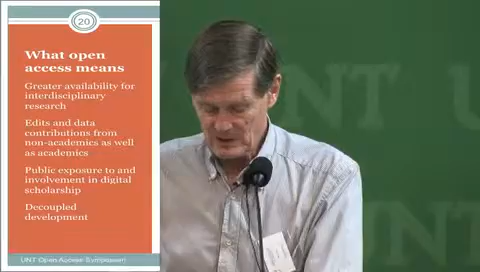 20
What open
access means
Greater availability for
interdisciplinary
research
Edits and data
contributions from
non-academics as well
as academics
Public exposure to and
involvement in digital
scholarship
Decoupled
development
UNT Open Access Symposium
UNT
U
UNT